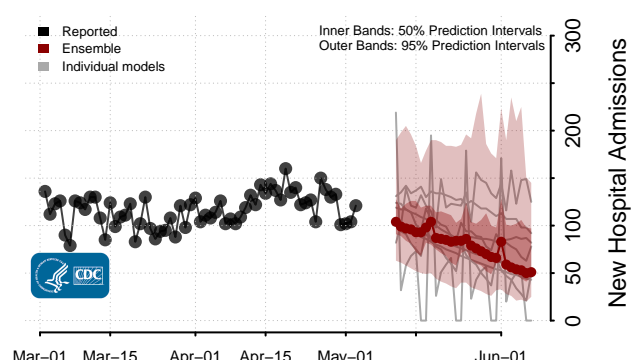 Reported
Ensemble
Individual models
Inner Bands: 50% Prediction Intervals
Outer Bands: 95% Prediction Intervals
300
200
100
50
0
New Hospital Admissions
CDC
Mar–01 Mar–15 Apr–01 Apr–15 May–01 Jun–01